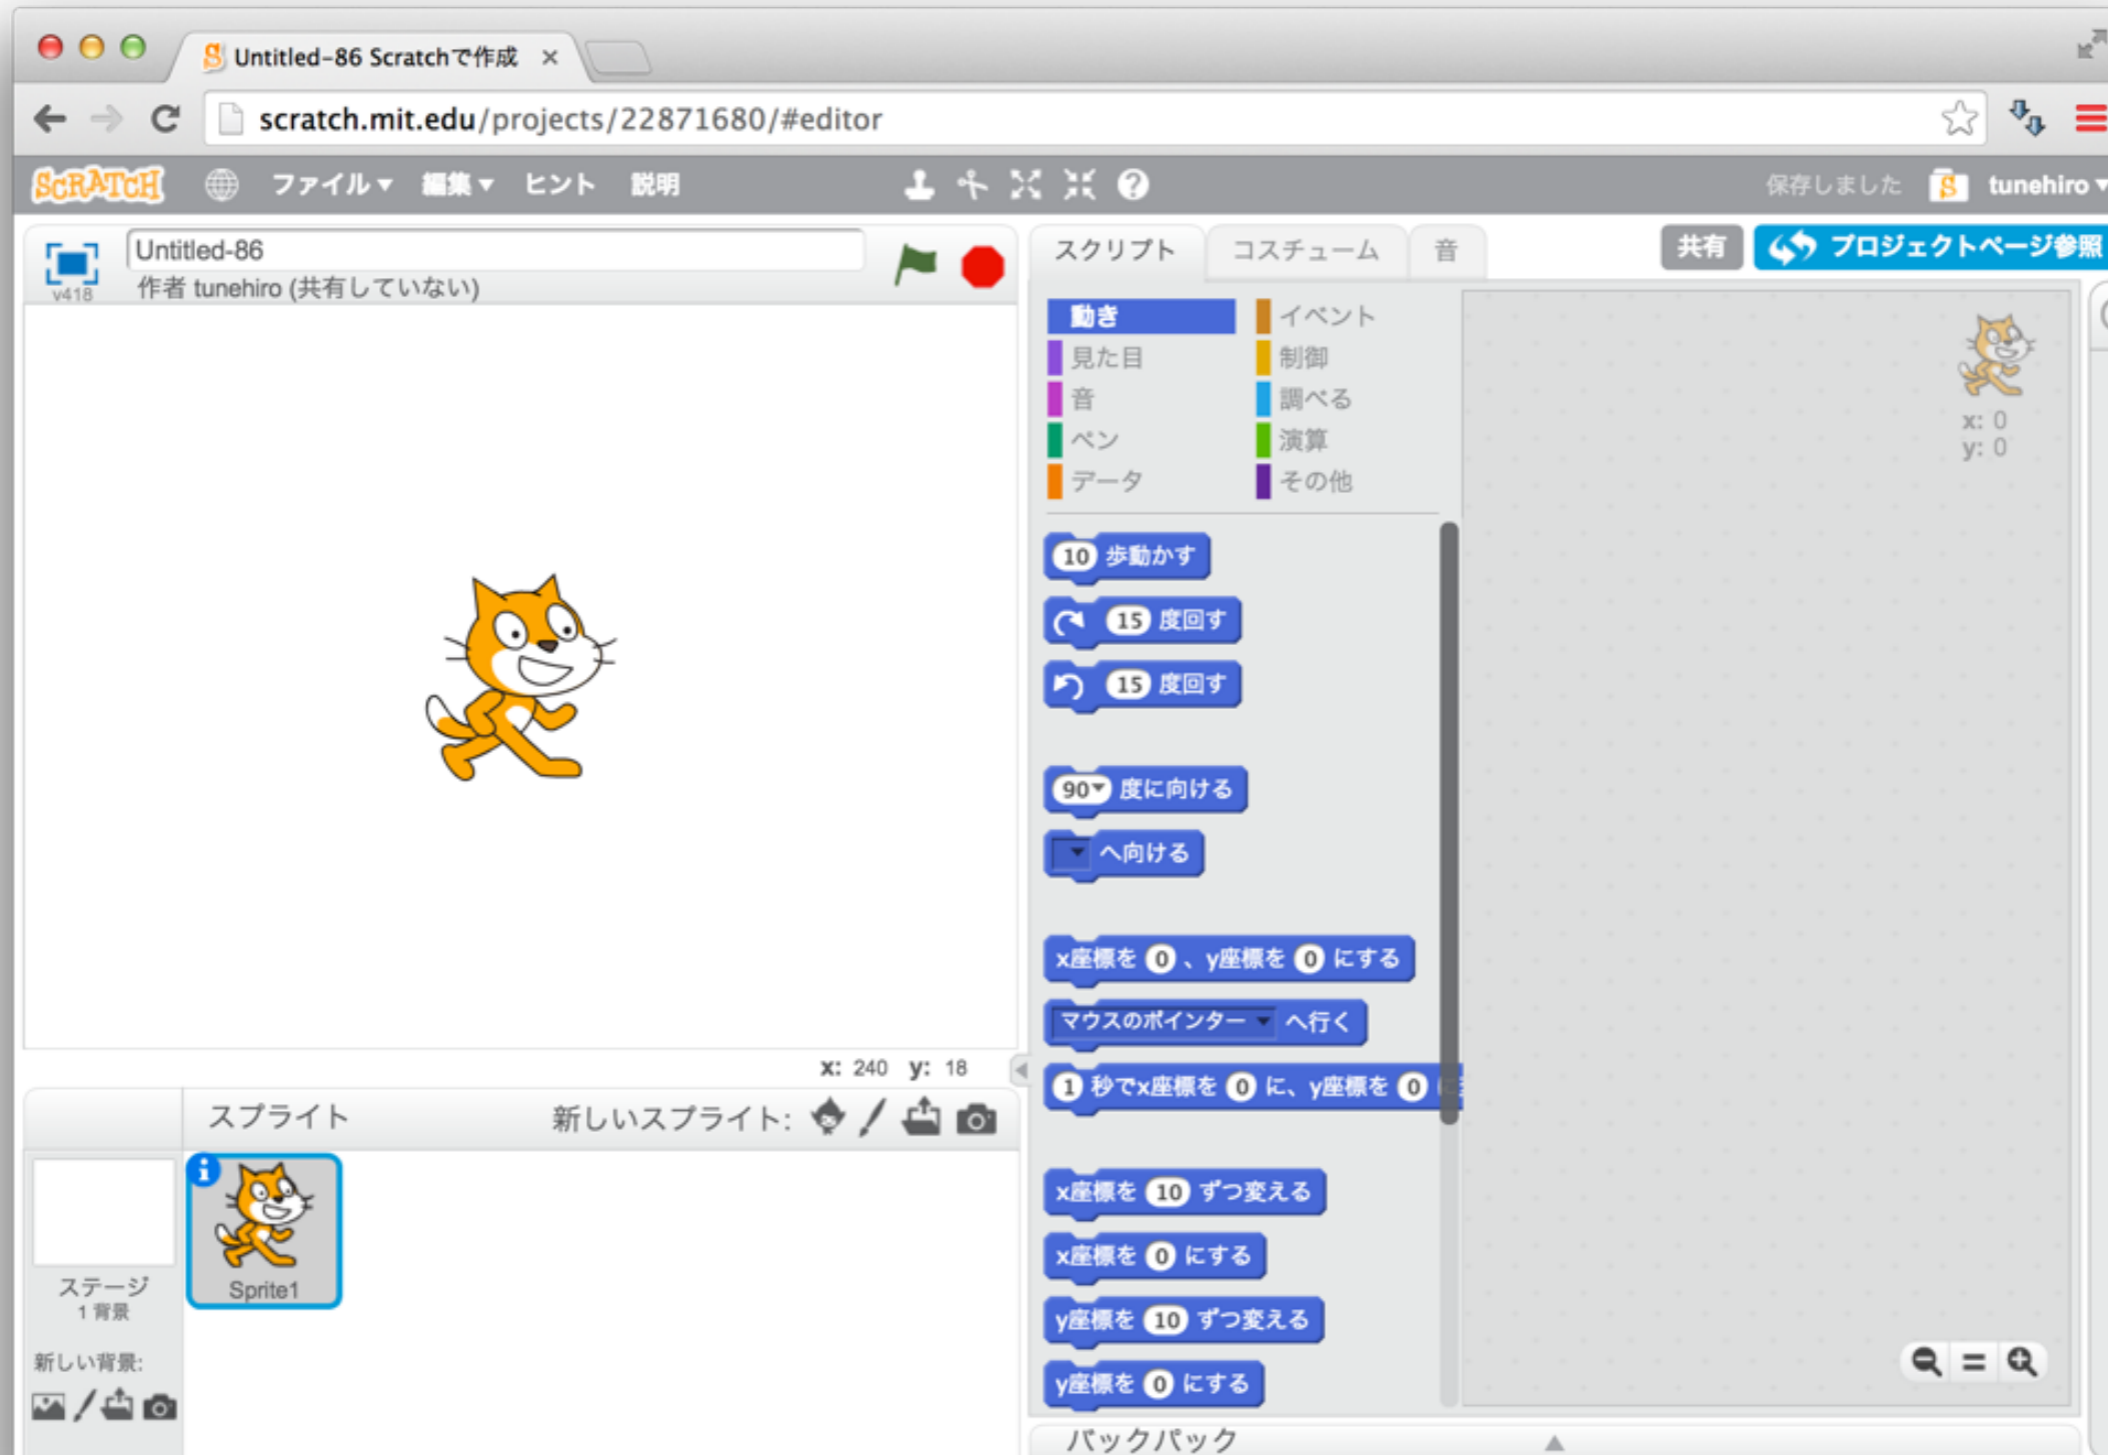 Untitled-86 Scratchで作成
scratch.mit.edu/projects/22871680/#editor
SCRATCH ファイル 編集 ヒント 説明 保存しました tunehiro
Untitled-86
v418
作者 tunehiro (共有していない)
スクリプト コスチューム 音 共有 プロジェクトページ参照
動き イベント
見た目 制御
音 調べる
ペン 演算
データ その他
x: 0
y: 0
10 歩動かす
15 度回す
15 度回す
90 度に向ける
へ向ける
x座標を 0 、y座標を 0 にする
マウスのポインター へ行く
1 秒でx座標を 0 に、y座標を 0 に
x座標を 10 ずつ変える
x座標を 0 にする
y座標を 10 ずつ変える
y座標を 0 にする
x: 240 y: 18
スプライト 新しいスプライト:
Sprite1
ステージ
1 背景
新しい背景:
バックパック